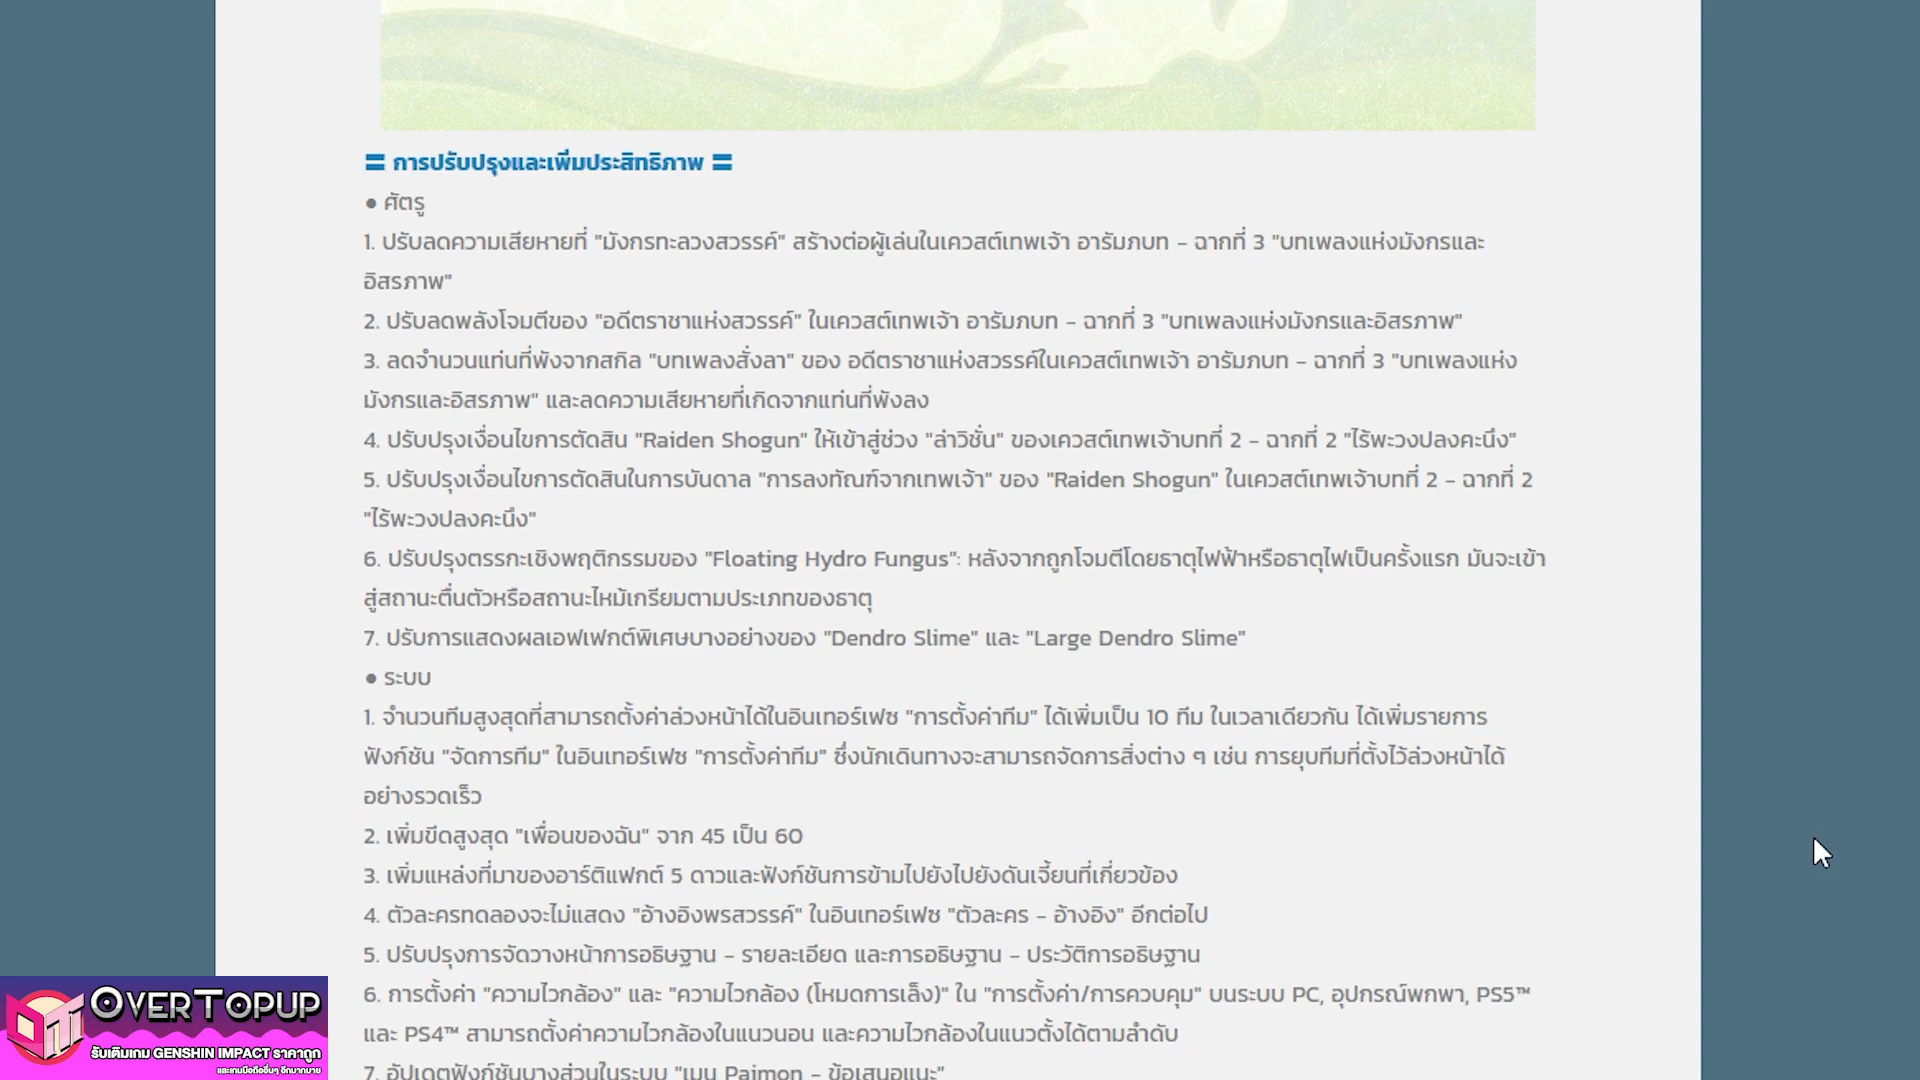 〓 การปรับปรุงและเพิ่มประสิทธิภาพ 〓
● ศัตรู
1. ปรับลดความเสียหายที่ "มังกรทะลวงสวรรค์" สร้างต่อผู้เล่นในเควสต์เทพเจ้า อารัมภบท - ฉากที่ 3 "บทเพลงแห่งมังกรและ
อิสรภาพ"
2. ปรับลดพลังโจมตีของ "อดีตราชาแห่งสวรรค์" ในเควสต์เทพเจ้า อารัมภบท - ฉากที่ 3 "บทเพลงแห่งมังกรและอิสรภาพ"
3. ลดจำนวนแท่นที่พังจากสกิล "บทเพลงสั่งลา" ของ อดีตราชาแห่งสวรรค์ในเควสต์เทพเจ้า อารัมภบท - ฉากที่ 3 "บทเพลงแห่ง
มังกรและอิสรภาพ" และลดความเสียหายที่เกิดจากแท่นที่พังลง
4. ปรับปรุงเงื่อนไขการตัดสิน "Raiden Shogun" ให้เข้าสู่ช่วง "ล่าวิชั่น" ของเควสต์เทพเจ้าบทที่ 2 - ฉากที่ 2 "ไร้พะวงปลงคะนึง"
5. ปรับปรุงเงื่อนไขการตัดสินในการบันดาล "การลงทัณฑ์จากเทพเจ้า" ของ "Raiden Shogun" ในเควสต์เทพเจ้าบทที่ 2 - ฉากที่ 2
"ไร้พะวงปลงคะนึง"
6. ปรับปรุงตรรกะเชิงพฤติกรรมของ "Floating Hydro Fungus": หลังจากถูกโจมตีโดยธาตุไฟฟ้าหรือธาตุไฟเป็นครั้งแรก มันจะเข้า
สู่สถานะตื่นตัวหรือสถานะไหม้เกรียมตามประเภทของธาตุ
7. ปรับการแสดงผลเอฟเฟกต์พิเศษบางอย่างของ "Dendro Slime" และ "Large Dendro Slime"
● ระบบ
1. จำนวนทีมสูงสุดที่สามารถตั้งค่าล่วงหน้าได้ในอินเทอร์เฟซ "การตั้งค่าทีม" ได้เพิ่มเป็น 10 ทีม ในเวลาเดียวกัน ได้เพิ่มรายการ
ฟังก์ชัน "จัดการทีม" ในอินเทอร์เฟซ "การตั้งค่าทีม" ซึ่งนักเดินทางจะสามารถจัดการสิ่งต่าง ๆ เช่น การยุบทีมที่ตั้งไว้ล่วงหน้าได้
อย่างรวดเร็ว
2. เพิ่มขีดสูงสุด "เพื่อนของฉัน" จาก 45 เป็น 60
3. เพิ่มแหล่งที่มาของอาร์ติแฟกต์ 5 ดาวและฟังก์ชันการข้ามไปยังไปยังดันเจี้ยนที่เกี่ยวข้อง
4. ตัวละครทดลองจะไม่แสดง "อ้างอิงพรสวรรค์" ในอินเทอร์เฟซ "ตัวละคร - อ้างอิง" อีกต่อไป
5. ปรับปรุงการจัดวางหน้าการอธิษฐาน - รายละเอียด และการอธิษฐาน - ประวัติการอธิษฐาน
6. การตั้งค่า "ความไวกล้อง" และ "ความไวกล้อง (โหมดการเล็ง)" ใน "การตั้งค่า/การควบคุม" บนระบบ PC, อุปกรณ์พกพา, PS5™
และ PS4™ สามารถตั้งค่าความไวกล้องในแนวนอน และความไวกล้องในแนวตั้งได้ตามลำดับ
7. อัปเดตฟังก์ชันบางส่วนในระบบ "เมนู Paimon - ข้อเสนอแนะ"
OVERTOPUP
รับเติมเกม GENSHIN IMPACT ราคาถูก
และเกมมือถืออื่นๆ อีกมากมาย